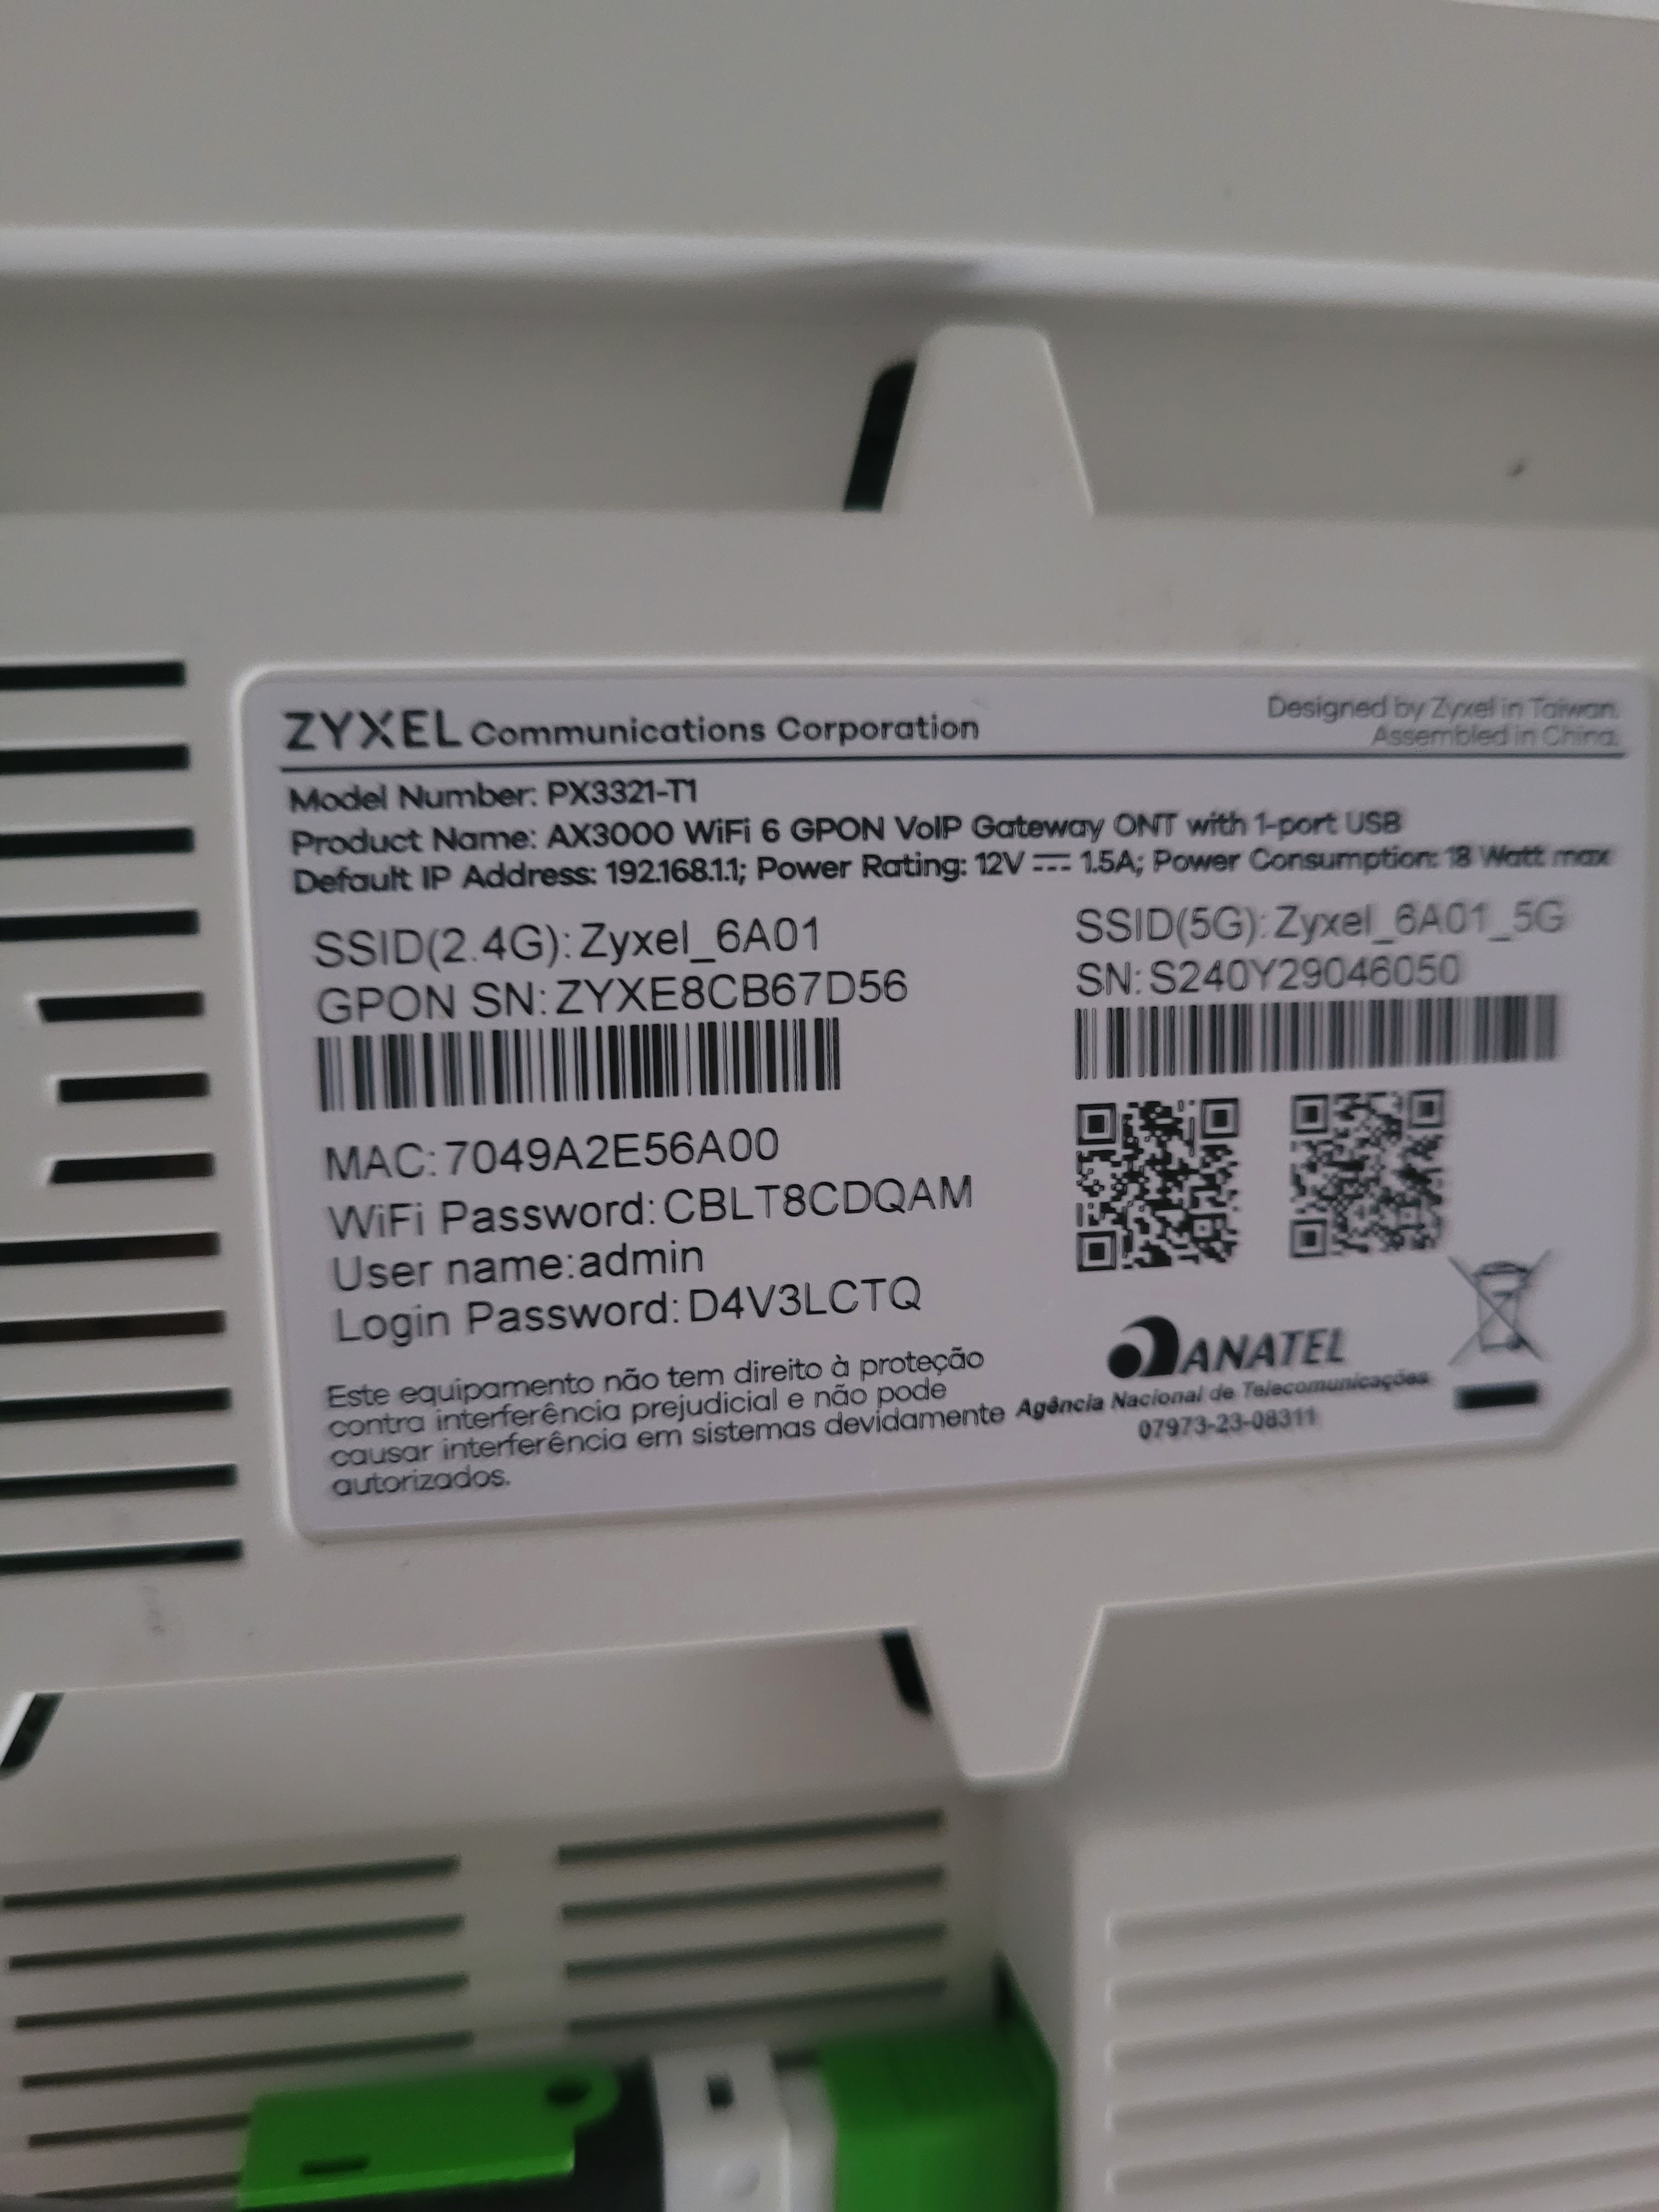 ZYXEL Communications Corporation
Designed by Zyxel in Taiwan.
Assembled in China.
Model Number: PX3321-T1
Product Name: AX3000 WiFi 6 GPON VoIP Gateway ONT with 1-port USB
Default IP Address: 192.168.1.1; Power Rating: 12V ⎓ 1.5A; Power Consumption: 18 Watt max
SSID(2.4G): Zyxel_6A01
GPON SN: ZYXE8CB67D56
SSID(5G): Zyxel_6A01_5G
SN: S240Y29046050
MAC: 7049A2E56A00
WiFi Password: CBLT8CDQAM
User name:admin
Login Password: D4V3LCTQ
Este equipamento não tem direito à proteção
contra interferência prejudicial e não pode
causar interferência em sistemas devidamente
autorizados.
ANATEL
Agência Nacional de Telecomunicações
07973-23-08311